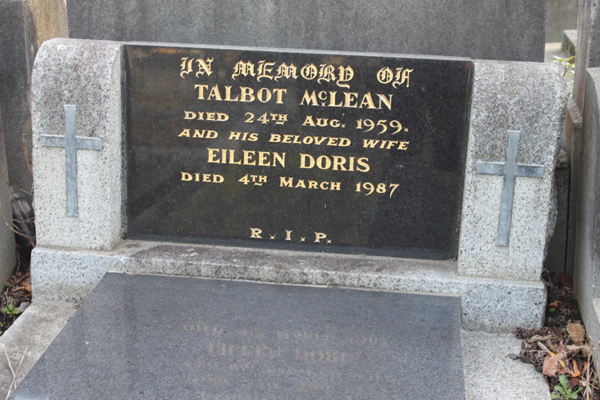 IN MEMORY OF
TALBOT McLEAN
DIED 24TH AUG. 1959.
AND HIS BELOVED WIFE
EILEEN DORIS
DIED 4TH MARCH 1987
R. I. P.